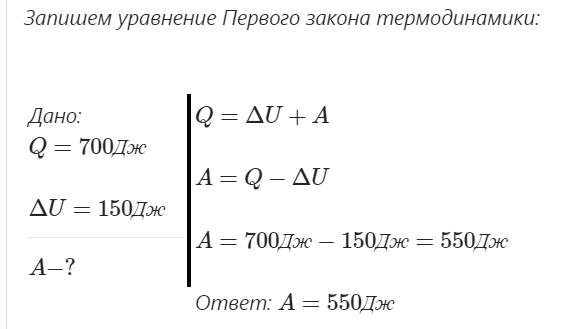 Запишем уравнение Первого закона термодинамики:
Дано:
Q = 700Дж
ΔU = 150Дж
A−?
Q = ΔU + A
A = Q − ΔU
A = 700Дж − 150Дж = 550Дж
Ответ: A = 550Дж